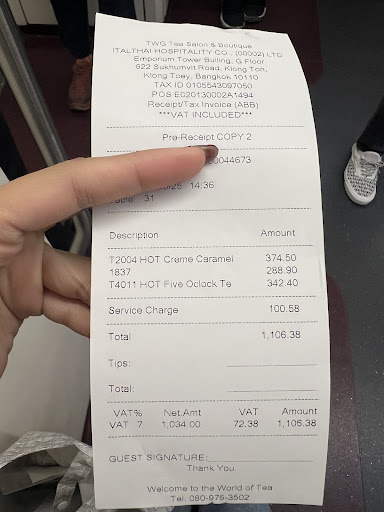 TWG Tea Salon & Boutique
ITALTHAI HOSPITALITY CO., (00002) LTD
Emporium Tower Builing, G Floor
622 Sukhumvit Road, Klong Ton,
Klong Toey, Bangkok 10110
TAX ID 0105543097050
POS E020130002A1494
Receipt/Tax Invoice (ABB)
***VAT INCLUDED***
Pre-Receipt COPY 2
0044673
25 14:36
31
Description Amount
T2004 HOT Creme Caramel 374.50
1837 288.90
T4011 HOT Five Oclock Te 342.40
Service Charge 100.58
Total 1,106.38
Tips:
Total:
VAT% Net.Amt VAT Amount
VAT 7 1,034.00 72.38 1,106.38
GUEST SIGNATURE:
Thank You.
Welcome to the World of Tea
Tel. 080-976-3502